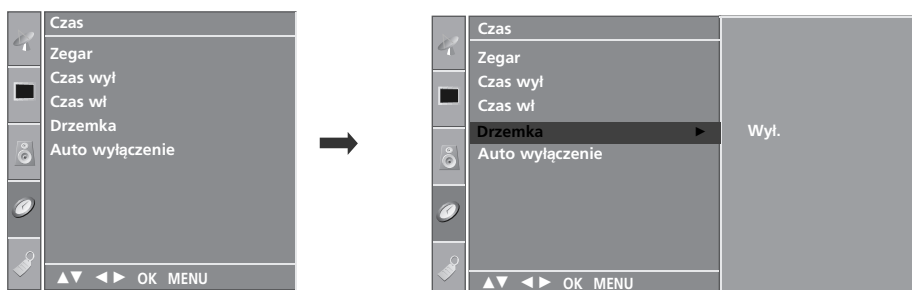 Czas
Zegar
Czas wył
Czas wł
Drzemka
Auto wyłączenie
▲▼ ◄► OK MENU
Czas
Zegar
Czas wył
Czas wł
Drzemka ►
Auto wyłączenie
▲▼ ◄► OK MENU
Wył.